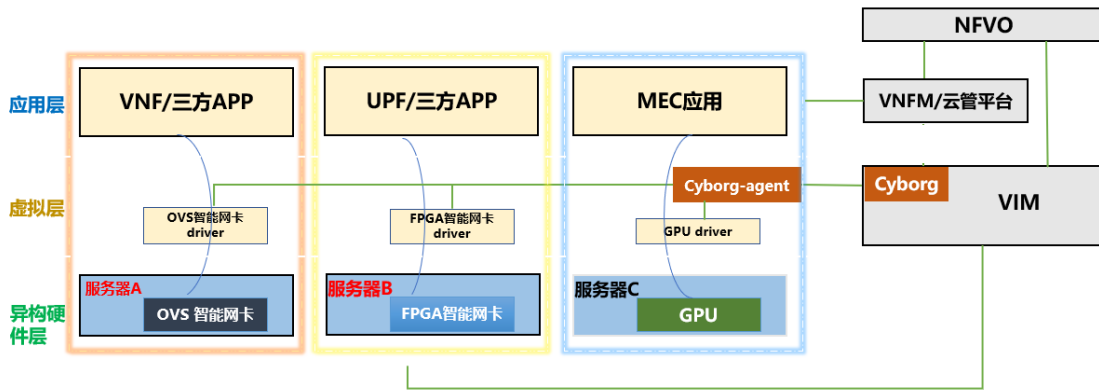 NFVO
应用层
VNF/三方APP
UPF/三方APP
MEC应用
VNFM/云管平台
虚拟层
Cyborg-agent
Cyborg
VIM
OVS智能网卡
driver
FPGA智能网卡
driver
GPU driver
异构硬
件层
服务器A
OVS 智能网卡
服务器B
FPGA智能网卡
服务器C
GPU